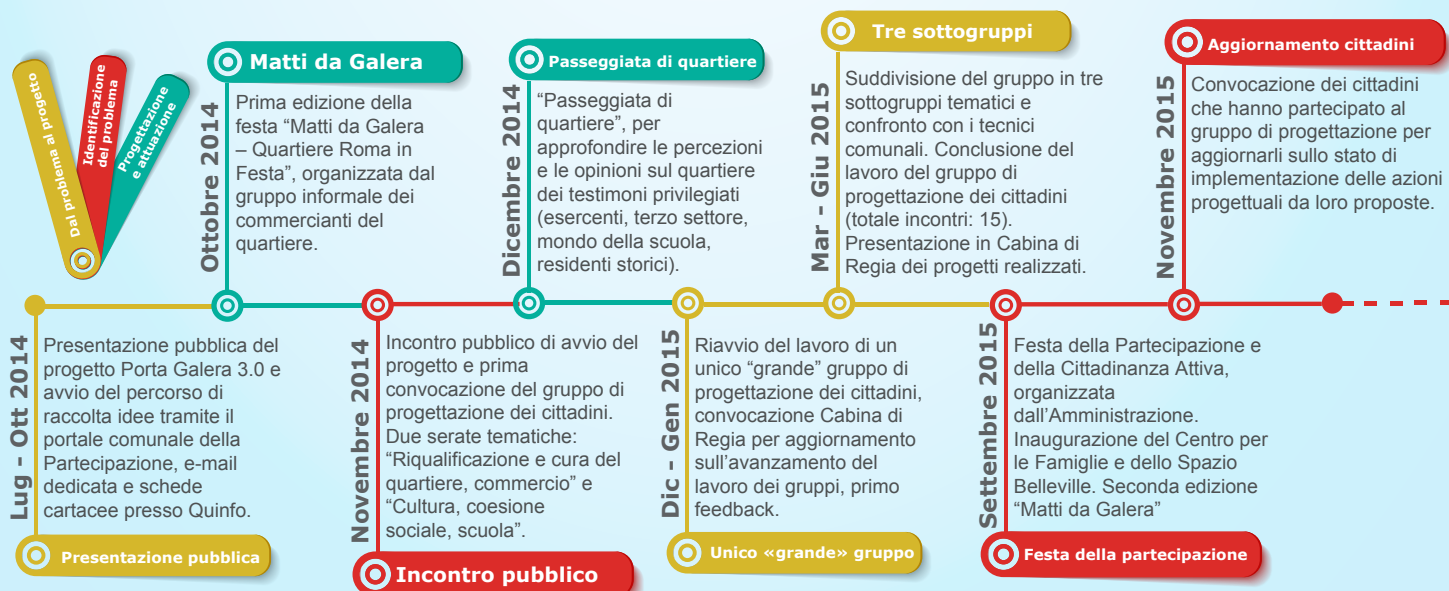 Dal problema al progetto
Identificazione
del problema
Progettazione
e attuazione
Lug - Ott 2014
Presentazione pubblica del
progetto Porta Galera 3.0 e
avvio del percorso di
raccolta idee tramite il
portale comunale della
Partecipazione, e-mail
dedicata e schede
cartacee presso Quinfo.
Presentazione pubblica
Matti da Galera
Ottobre 2014
Prima edizione della
festa “Matti da Galera
– Quartiere Roma in
Festa”, organizzata dal
gruppo informale dei
commercianti del
quartiere.
Novembre 2014
Incontro pubblico di avvio del
progetto e prima
convocazione del gruppo di
progettazione dei cittadini.
Due serate tematiche:
“Riqualificazione e cura del
quartiere, commercio” e
“Cultura, coesione
sociale, scuola”.
Incontro pubblico
Passeggiata di quartiere
Dicembre 2014
“Passeggiata di
quartiere”, per
approfondire le percezioni
e le opinioni sul quartiere
dei testimoni privilegiati
(esercenti, terzo settore,
mondo della scuola,
residenti storici).
Dic - Gen 2015
Riavvio del lavoro di un
unico “grande” gruppo di
progettazione dei cittadini,
convocazione Cabina di
Regia per aggiornamento
sull’avanzamento del
lavoro dei gruppi, primo
feedback.
Unico «grande» gruppo
Tre sottogruppi
Mar - Giu 2015
Suddivisione del gruppo in tre
sottogruppi tematici e
confronto con i tecnici
comunali. Conclusione del
lavoro del gruppo di
progettazione dei cittadini
(totale incontri: 15).
Presentazione in Cabina di
Regia dei progetti realizzati.
Settembre 2015
Festa della Partecipazione e
della Cittadinanza Attiva,
organizzata
dall’Amministrazione.
Inaugurazione del Centro per
le Famiglie e dello Spazio
Belleville. Seconda edizione
“Matti da Galera”
Festa della partecipazione
Aggiornamento cittadini
Novembre 2015
Convocazione dei cittadini
che hanno partecipato al
gruppo di progettazione per
aggiornarli sullo stato di
implementazione delle azioni
progettuali da loro proposte.